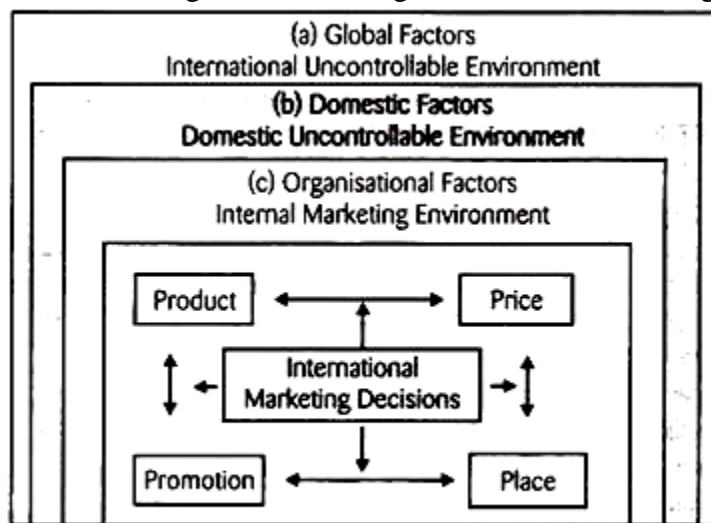 (a) Global Factors
International Uncontrollable Environment
(b) Domestic Factors
Domestic Uncontrollable Environment
(c) Organisational Factors
Internal Marketing Environment
Product
Price
International
Marketing Decisions
Promotion
Place